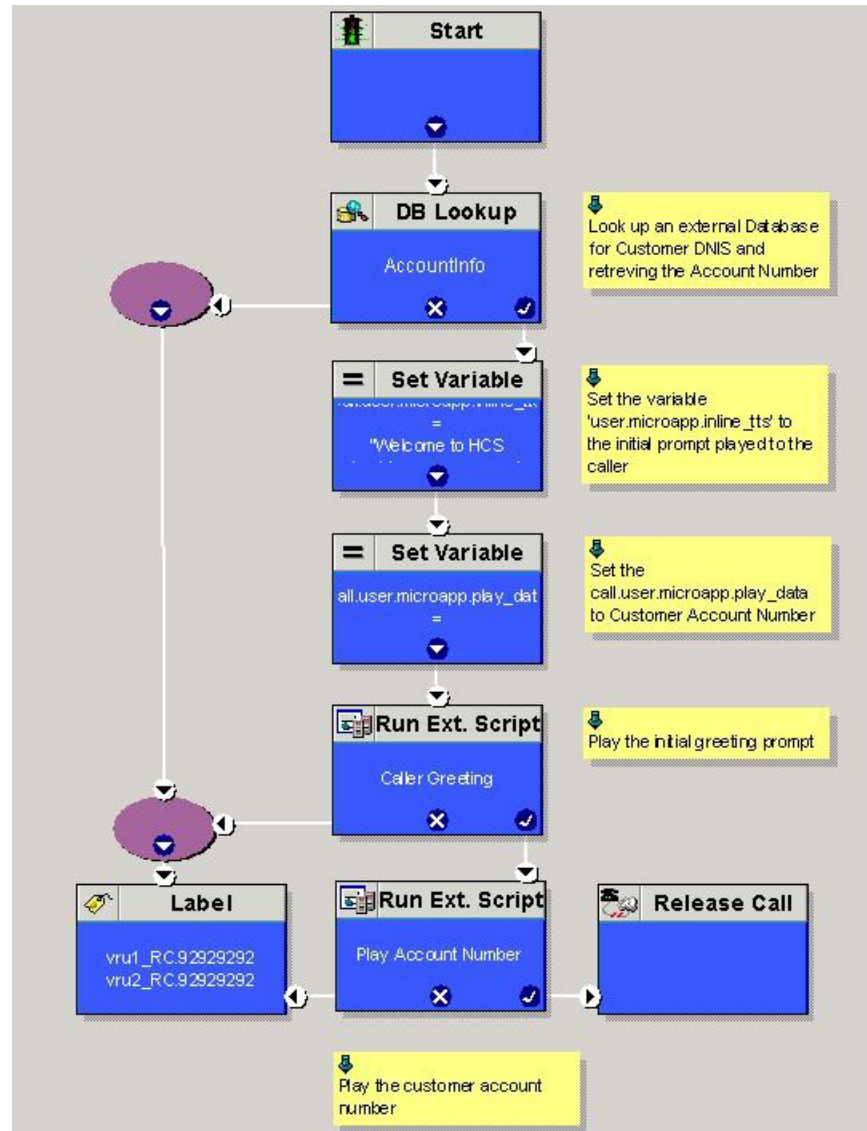 Start
DB Lookup
AccountInfo
Look up an external Database
for Customer DNIS and
retreving the Account Number
Set Variable
=
"Welcome to HCS
Set the variable
'user.microapp.inline_tts' to
the initial prompt played to the
caller
Set Variable
all.user.microapp.play_dat
=
Set the
call.user.microapp.play_data
to Customer Account Number
Run Ext. Script
Caller Greeting
Play the initial greeting prompt
Label
vru1_RC.92929292
vru2_RC.92929292
Run Ext. Script
Play Account Number
Release Call
Play the customer account
number